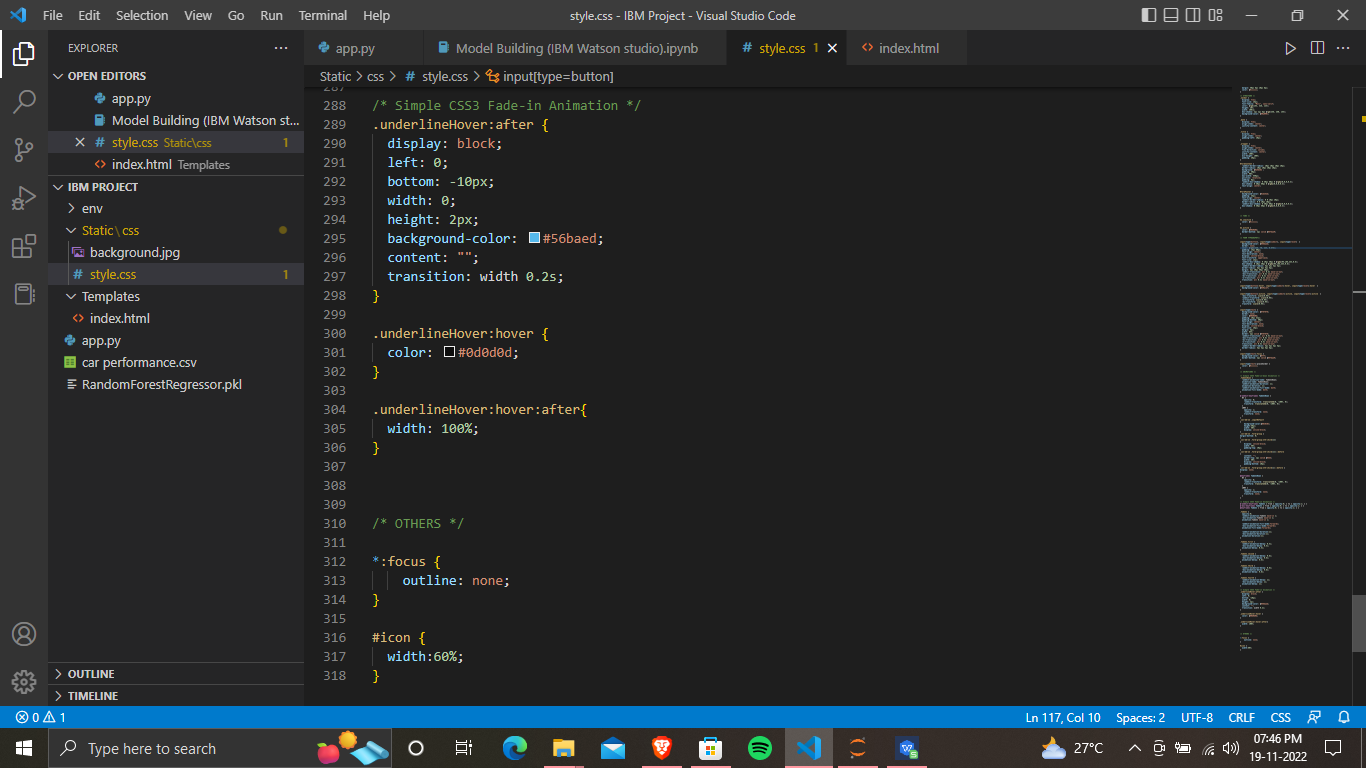 File Edit Selection View Go Run Terminal Help
style.css - IBM Project - Visual Studio Code
EXPLORER
OPEN EDITORS
app.py
Model Building (IBM Watson st...
style.css Static\css 1
index.html Templates
IBM PROJECT
env
Static \ css
background.jpg
style.css 1
Templates
index.html
app.py
car performance.csv
RandomForestRegressor.pkl
OUTLINE
TIMELINE
app.py
Model Building (IBM Watson studio).ipynb
style.css 1
index.html
Static > css > style.css > input[type=button]
287
288 /* Simple CSS3 Fade-in Animation */
289 .underlineHover:after {
290 display: block;
291 left: 0;
292 bottom: -10px;
293 width: 0;
294 height: 2px;
295 background-color: #56baed;
296 content: "";
297 transition: width 0.2s;
298 }
299
300 .underlineHover:hover {
301 color: #0d0d0d;
302 }
303
304 .underlineHover:hover:after{
305 width: 100%;
306 }
307
308
309
310 /* OTHERS */
311
312 *:focus {
313 outline: none;
314 }
315
316 #icon {
317 width:60%;
318 }
0 1
Ln 117, Col 10 Spaces: 2 UTF-8 CRLF CSS
Type here to search
27°C
07:46 PM
19-11-2022